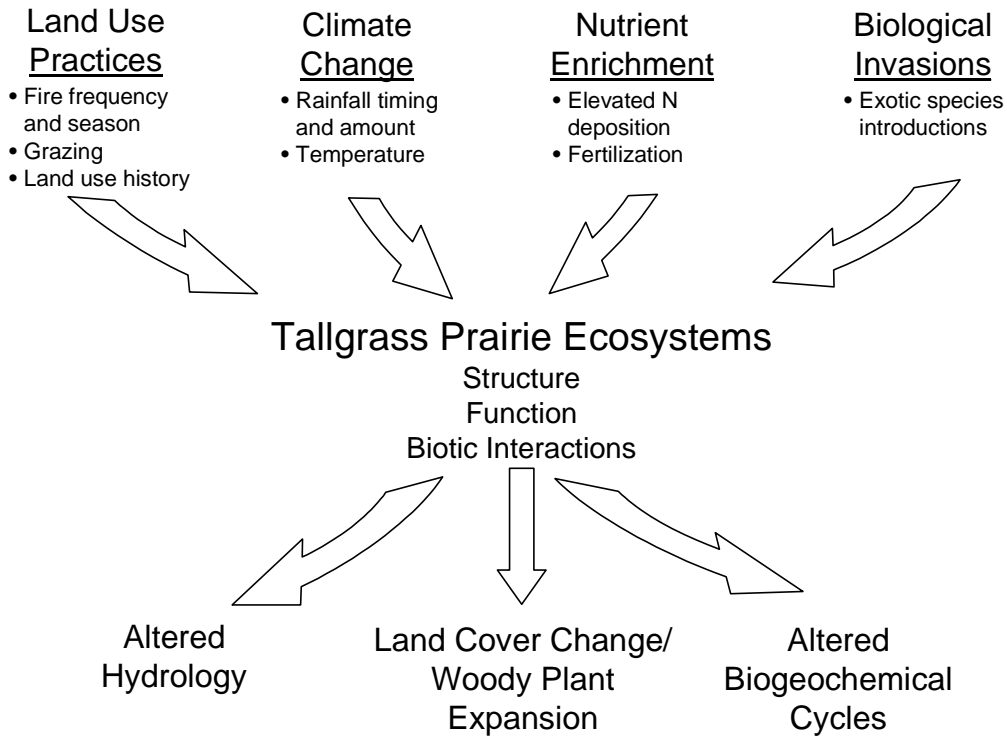 Land Use
Practices
• Fire frequency
and season
• Grazing
• Land use history
Climate
Change
• Rainfall timing
and amount
• Temperature
Nutrient
Enrichment
• Elevated N
deposition
• Fertilization
Biological
Invasions
• Exotic species
introductions
Tallgrass Prairie Ecosystems
Structure
Function
Biotic Interactions
Altered
Hydrology
Land Cover Change/
Woody Plant
Expansion
Altered
Biogeochemical
Cycles